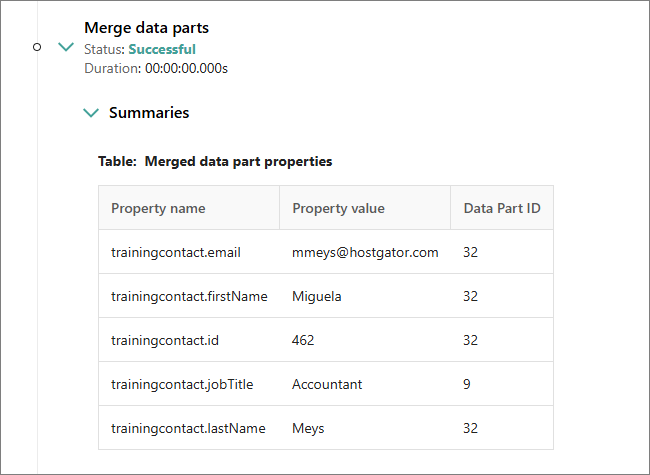 Merge data parts
Status: Successful
Duration: 00:00:00.000s
Summaries
Table: Merged data part properties
Property name Property value Data Part ID
trainingcontact.email mmeys@hostgator.com 32
trainingcontact.firstName Miguela 32
trainingcontact.id 462 32
trainingcontact.jobTitle Accountant 9
trainingcontact.lastName Meys 32